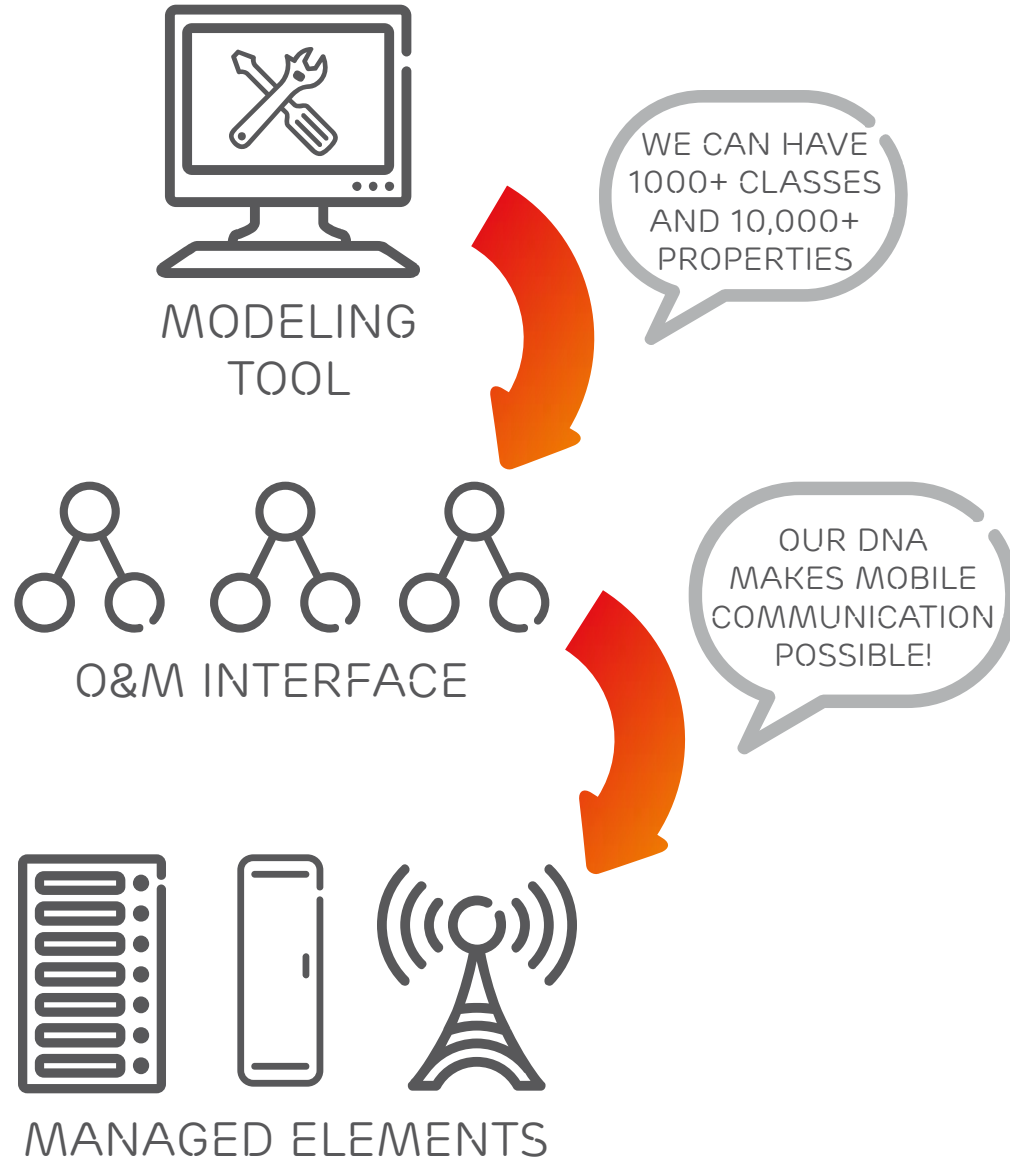 WE CAN HAVE
1000+ CLASSES
AND 10,000+
PROPERTIES
MODELING
TOOL
OUR DNA
MAKES MOBILE
COMMUNICATION
POSSIBLE!
O&M INTERFACE
MANAGED ELEMENTS